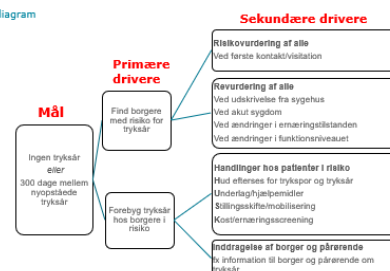 diagram
Sekundære drivere
Risikovurdering af alle
Ved første kontakt/visitation
Primære
drivere
Revurdering af alle
Ved udskrivelse fra sygehus
Ved akut sygdom
Ved ændringer i ernæringstilstanden
Ved ændringer i funktionsniveauet
Find borgere
med risiko for
tryksår
Mål
Ingen tryksår
eller
300 dage mellem
nyopståede
tryksår
Handlinger hos patienter i risiko
Hud efterses for trykspor og tryksår
Underlag/hjælpemidler
Stillingsskifte/mobilisering
Kost/ernæringsscreening
Forebyg tryksår
hos borgere i
risiko
Inddragelse af borger og pårørende
fx information til borger og pårørende om
tryksår